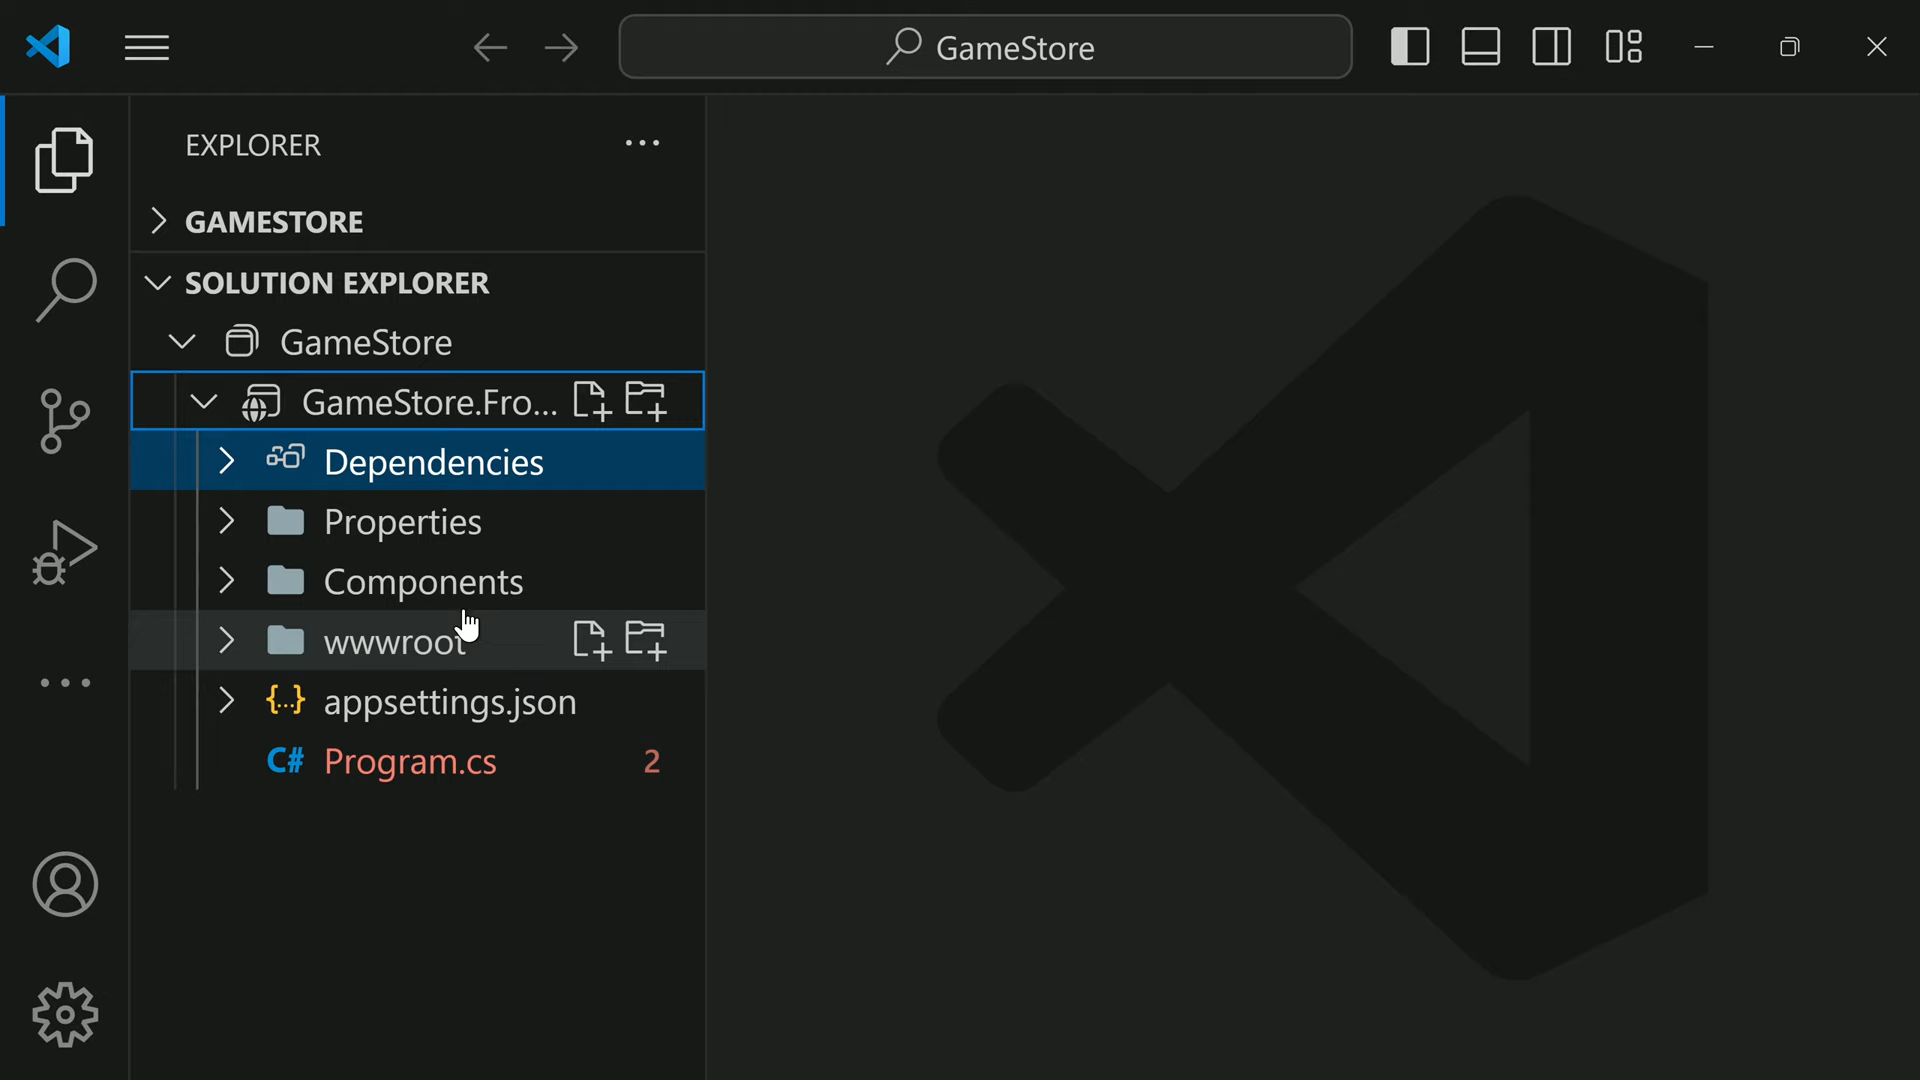 GameStore
EXPLORER
GAMESTORE
SOLUTION EXPLORER
GameStore
GameStore.Fro...
Dependencies
Properties
Components
wwwroot
{...} appsettings.json
C# Program.cs 2